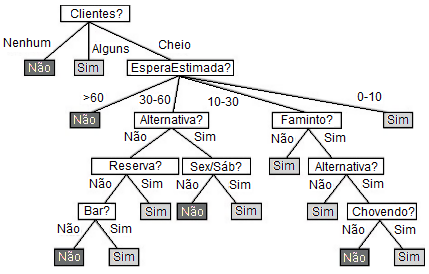 Clientes?
Nenhum Alguns Cheio
Não Sim EsperaEstimada?
>60 30-60 10-30 0-10
Não Alternativa? Faminto? Sim
Não Sim Não Sim
Reserva? Sex/Sáb? Sim Alternativa?
Não Sim Não Sim Não Sim
Bar? Sim Não Sim Sim Chovendo?
Não Sim Não Sim
Não Sim Não Sim